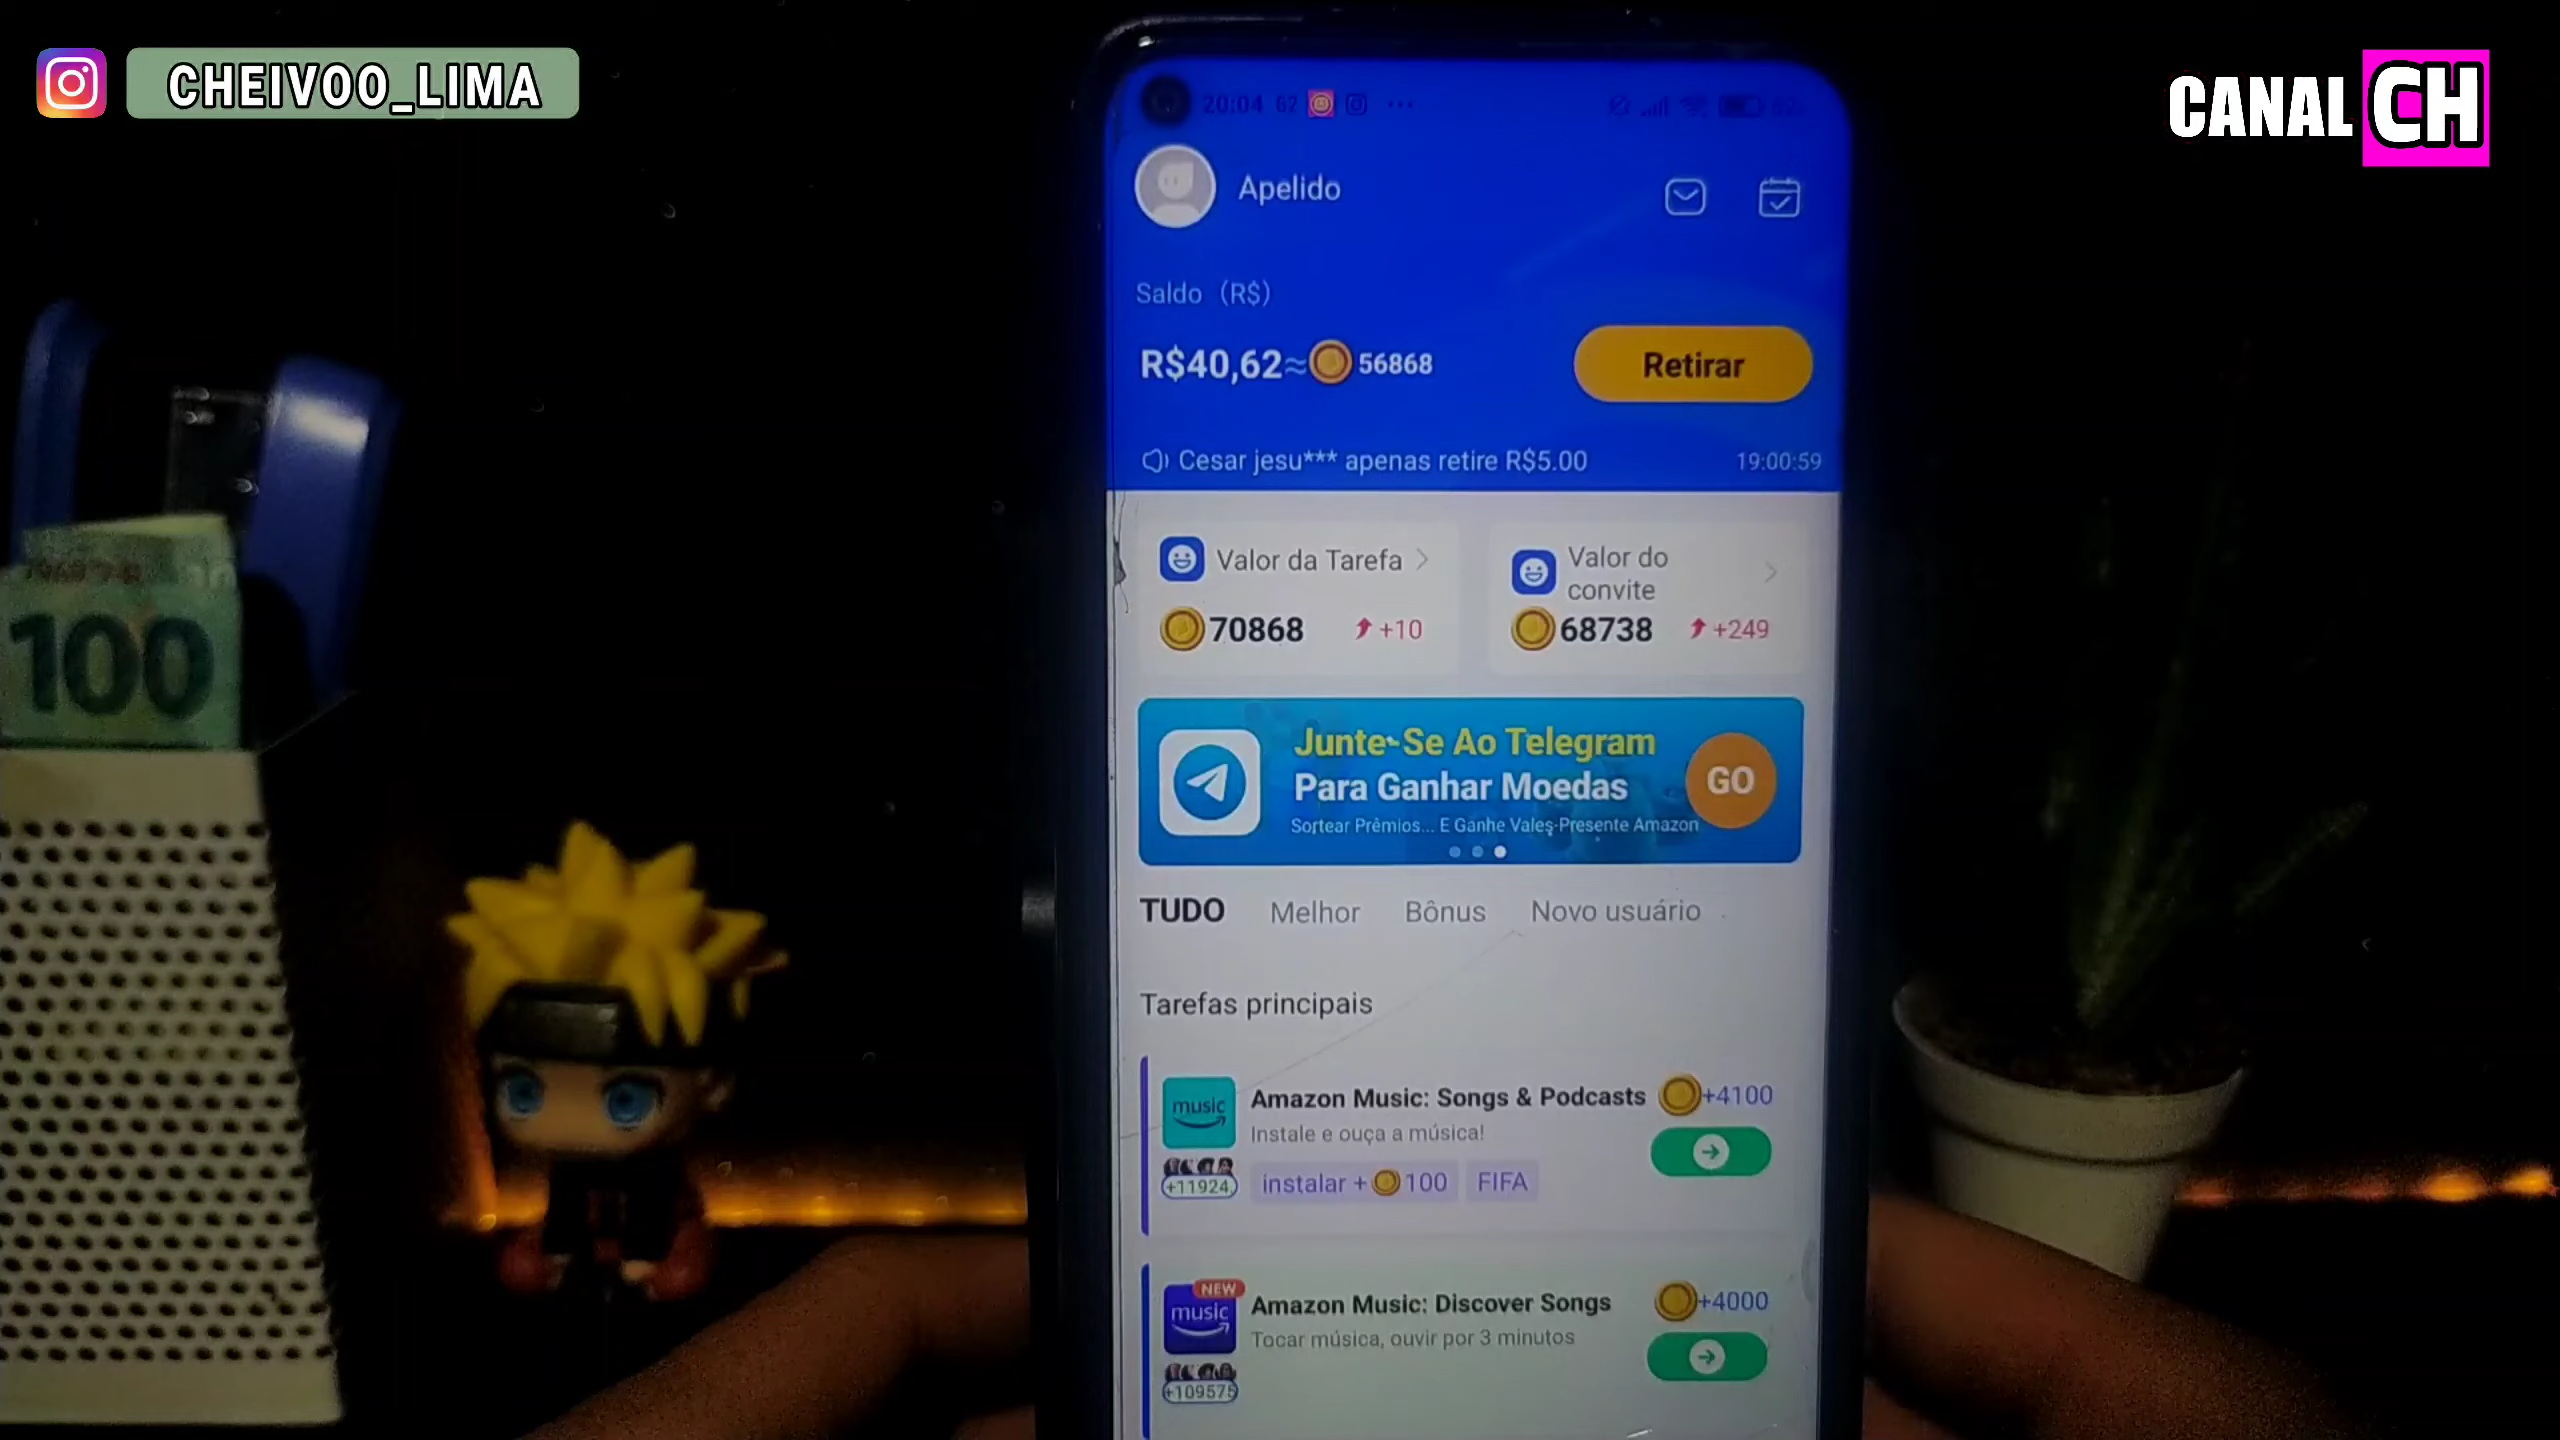 CHEIVOO_LIMA
CANAL CH
20:04 62
Apelido
Saldo (R$)
R$40,62≈ 56868
Retirar
Cesar jesu*** apenas retire R$5.00 19:00:59
Valor da Tarefa
70868 +10
Valor do
convite
68738 +249
Junte-Se Ao Telegram
Para Ganhar Moedas
Sortear Prêmios... E Ganhe Vales-Presente Amazon
GO
TUDO Melhor Bônus Novo usuário
Tarefas principais
music
Amazon Music: Songs & Podcasts +4100
Instale e ouça a música!
+11924
instalar + 100 FIFA
NEW
music
Amazon Music: Discover Songs +4000
Tocar música, ouvir por 3 minutos
+109575
100